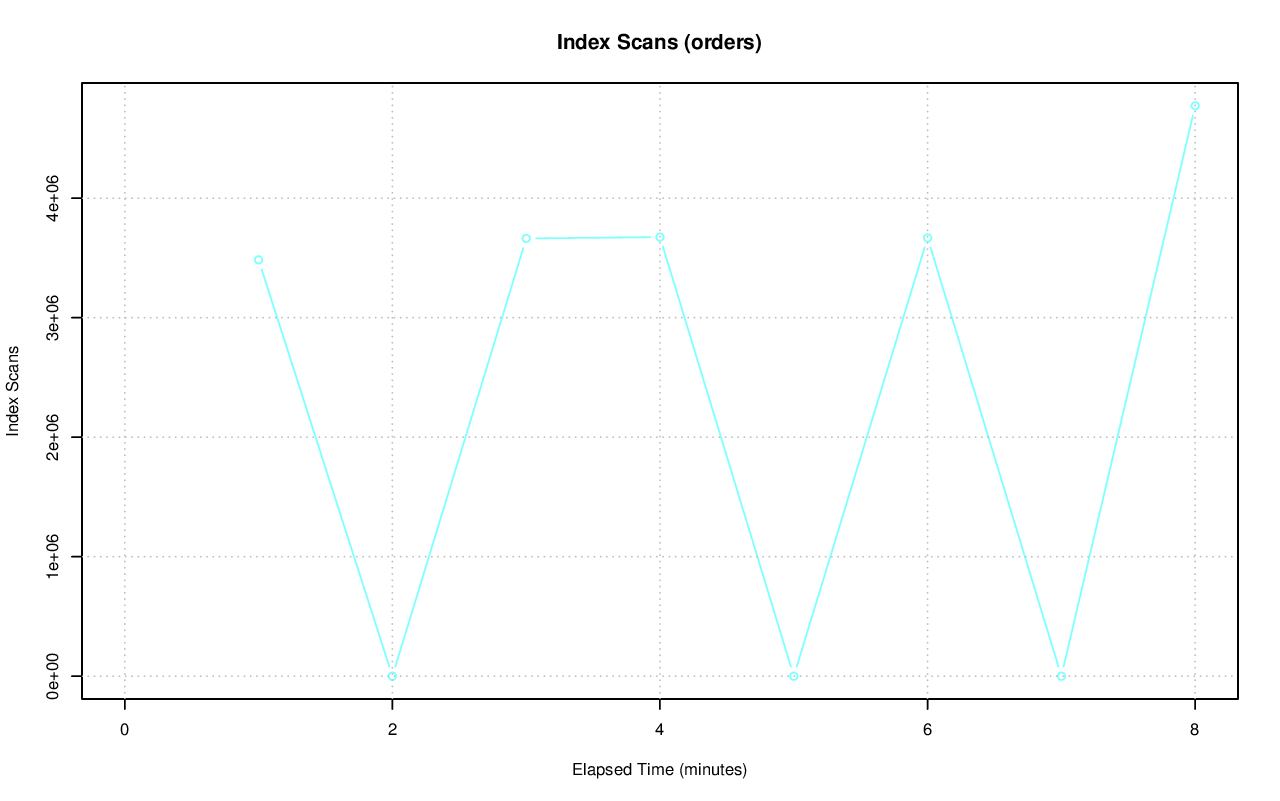 Index Scans (orders)
Index Scans
4e+06
3e+06
2e+06
1e+06
0e+00
0 2 4 6 8
Elapsed Time (minutes)